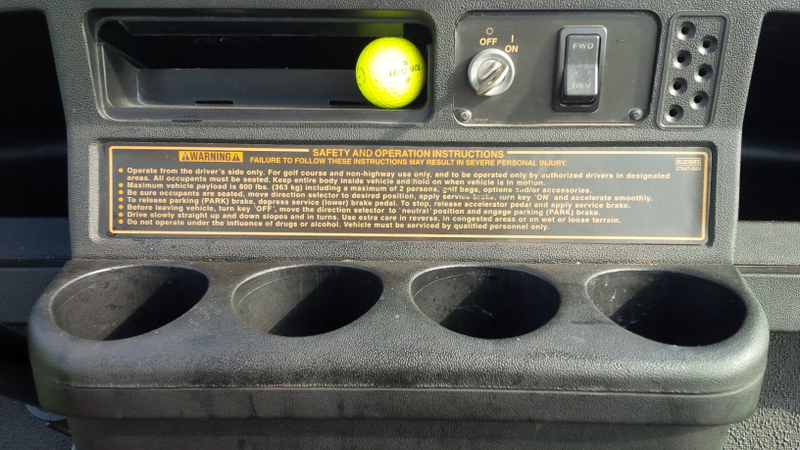 OFF
ON
FWD
REV
WARNING
SAFETY AND OPERATION INSTRUCTIONS
FAILURE TO FOLLOW THESE INSTRUCTIONS MAY RESULT IN SEVERE PERSONAL INJURY.
EZGO
Operate from the driver's side only. For golf course and non-highway use only, and to be operated only by authorized drivers in designated
areas. All occupants must be seated. Keep entire body inside vehicle and hold on when vehicle is in motion.
Maximum vehicle payload is 800 lbs. (363 kg) including a maximum of 2 persons, golf bags, options and/or accessories.
Be sure occupants are seated, move direction selector to desired position, apply service brake, turn key 'ON' and accelerate smoothly.
To release parking (PARK) brake, depress service (lower) brake pedal. To stop, release accelerator pedal and apply service brake.
Before leaving vehicle, turn key 'OFF', move the direction selector to 'neutral' position and engage parking (PARK) brake.
Drive slowly straight up and down slopes and in turns. Use extra care in reverse, in congested areas or on wet or loose terrain.
Do not operate under the influence of drugs or alcohol. Vehicle must be serviced by qualified personnel only.